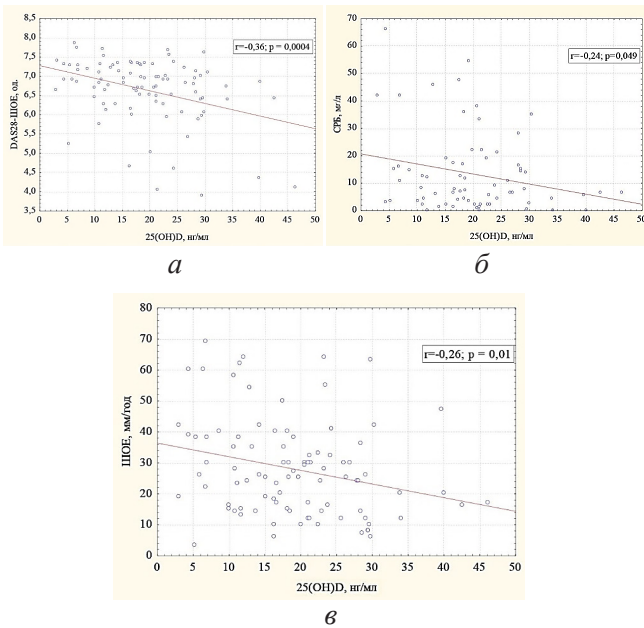 r=-0,36; p = 0,0004
DAS28-ШОЕ, од.
8,5
8,0
7,5
7,0
6,5
6,0
5,5
5,0
4,5
4,0
3,5
0 5 10 15 20 25 30 35 40 45 50
25(OH)D, нг/мл
а
r=-0,24; p=0,049
СРБ, мг/л
70
60
50
40
30
20
10
0
0 5 10 15 20 25 30 35 40 45 50
25(OH)D, нг/мл
б
r=-0,26; p = 0,01
ШОЕ, мм/год
80
70
60
50
40
30
20
10
0
0 5 10 15 20 25 30 35 40 45 50
25(OH)D, нг/мл
в